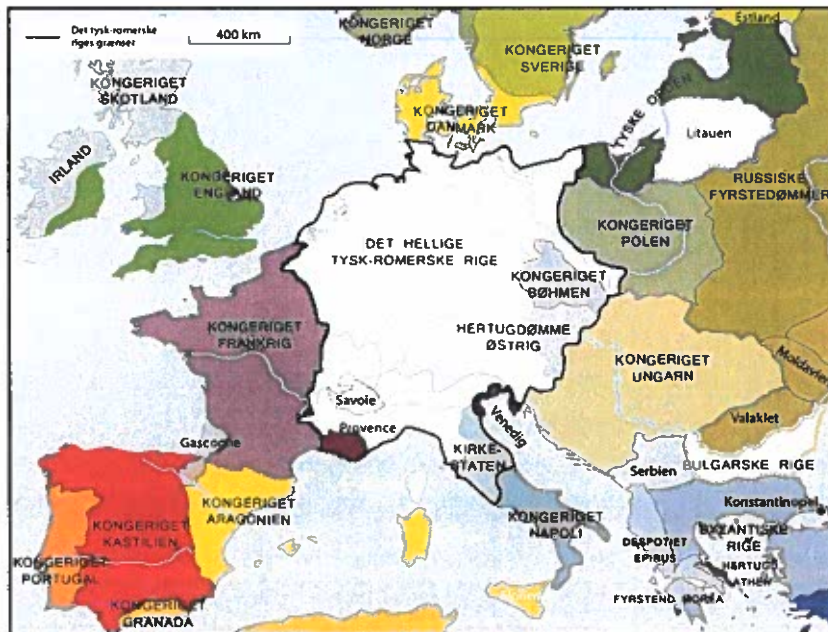 Det tysk-romerske
riges grænser
400 km
KONGERIGET
NORGE
KONGERIGET
SVERIGE
Estland
KONGERIGET
SKOTLAND
KONGERIGET
DANMARK
TYSKE ORDEN
Litauen
IRLAND
KONGERIGET
ENGLAND
RUSSISKE
FYRSTEDØMMER
KONGERIGET
POLEN
DET HELLIGE
TYSK-ROMERSKE RIGE
KONGERIGET
BØHMEN
KONGERIGET
FRANKRIG
HERTUGDØMME
ØSTRIG
KONGERIGET
UNGARN
Moldavien
Savoie
Venedig
Valakiet
Provence
Gascogne
KIRKE-
STATEN
Serbien
BULGARSKE RIGE
KONGERIGET
ARAGONIEN
KONGERIGET
NAPOLI
Konstantinopel
KONGERIGET
KASTILIEN
BYZANTISKE
RIGE
DESPOTIET
EPIRUS
KONGERIGET
PORTUGAL
HERTUGD
ATHEN
FYRSTEND MOREA
KONGERIGET
GRANADA